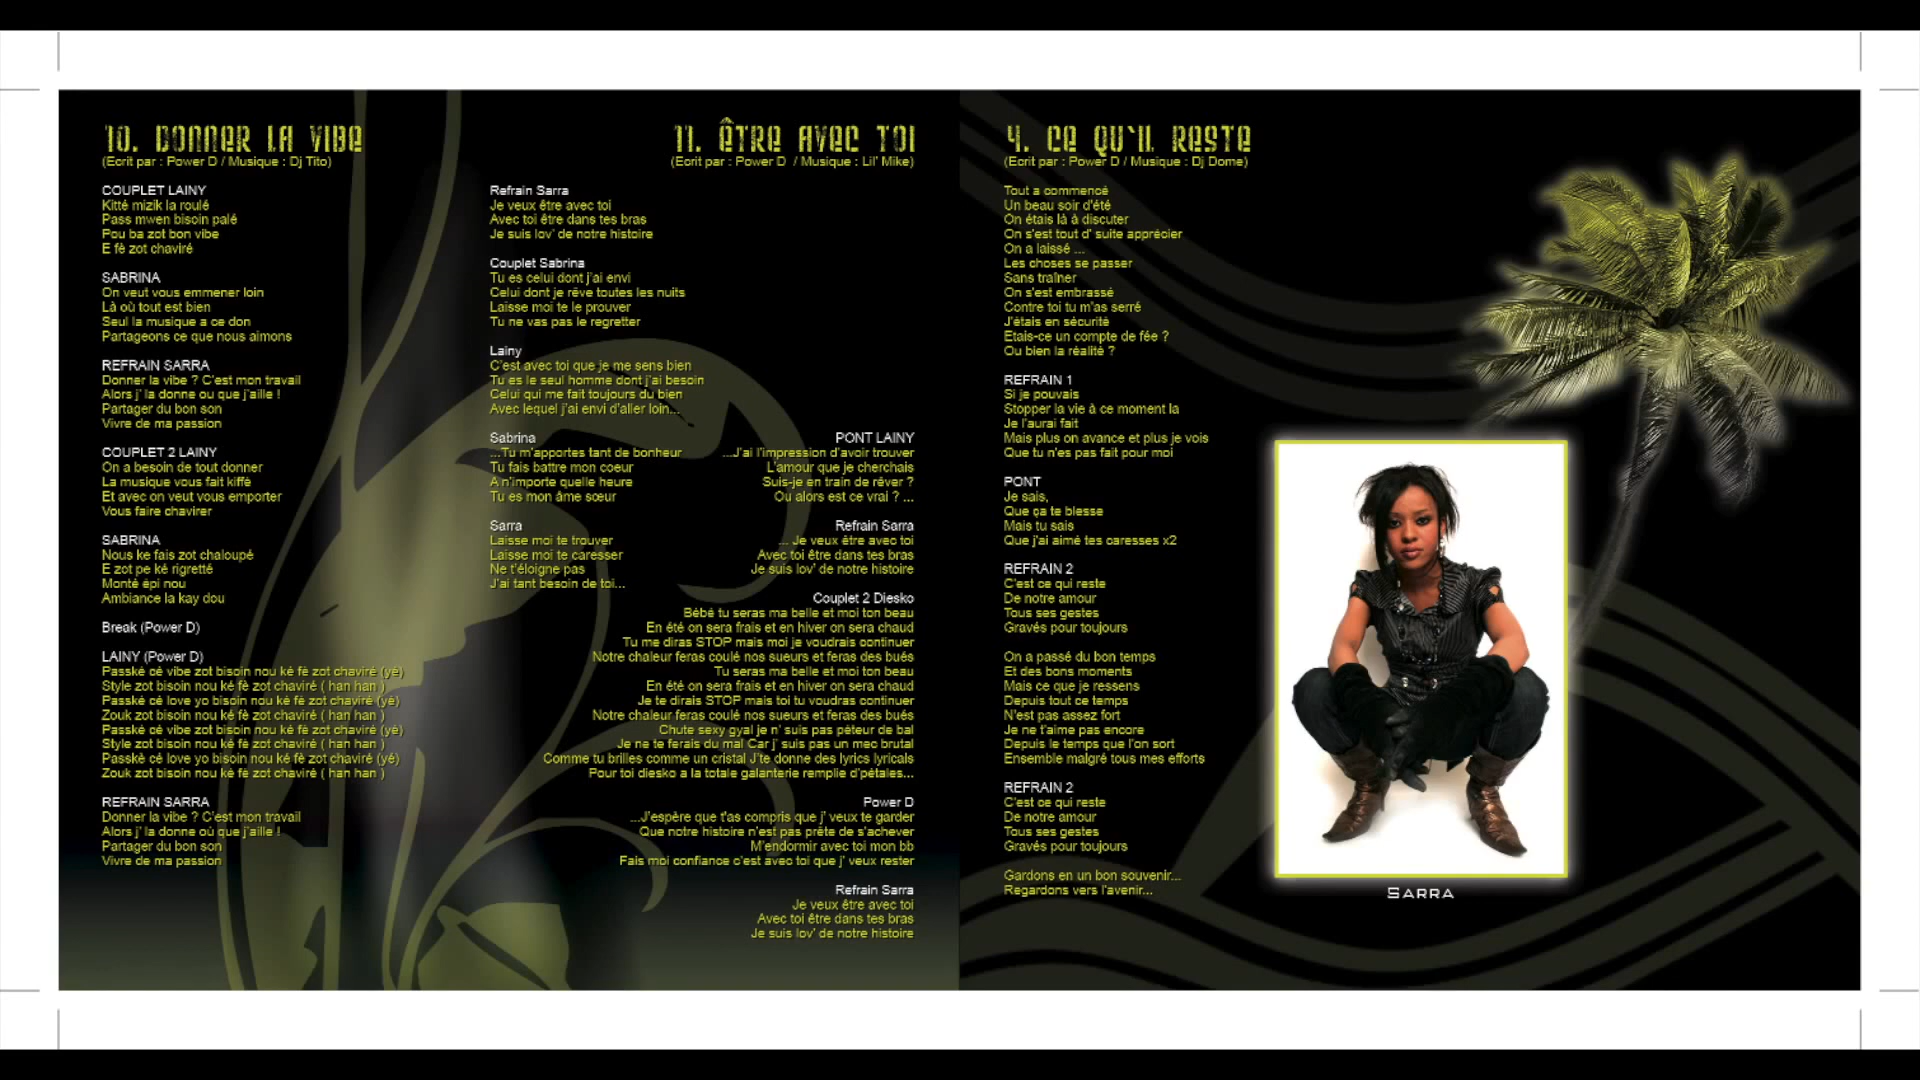 10. DONNER LA VIBE
(Ecrit par : Power D / Musique : Dj Tito)
COUPLET LAINY
Kitté mizik la roulé
Pass mwen bisoin palé
Pou ba zot bon vibe
E fè zot chaviré
SABRINA
On veut vous emmener loin
Là où tout est bien
Seul la musique a ce don
Partageons ce que nous aimons
REFRAIN SARRA
Donner la vibe ? C'est mon travail
Alors j' la donne ou que j'aille !
Partager du bon son
Vivre de ma passion
COUPLET 2 LAINY
On a besoin de tout donner
La musique vous fait kiffé
Et avec on veut vous emporter
Vous faire chavirer
SABRINA
Nous ke fais zot chaloupé
E zot pe ké rigretté
Monté épi nou
Ambiance la kay dou
Break (Power D)
LAINY (Power D)
Passké cé vibe zot bisoin nou ké fè zot chaviré (yé)
Style zot bisoin nou ké fè zot chaviré ( han han )
Passké cé love yo bisoin nou ké fè zot chaviré (yé)
Zouk zot bisoin nou ké fè zot chaviré ( han han )
Passké cé vibe zot bisoin nou ké fè zot chaviré (yé)
Style zot bisoin nou ké fè zot chaviré ( han han )
Passké cé love yo bisoin nou ké fè zot chaviré (yé)
Zouk zot bisoin nou ké fè zot chaviré ( han han )
REFRAIN SARRA
Donner la vibe ? C'est mon travail
Alors j' la donne où que j'aille !
Partager du bon son
Vivre de ma passion
11. ÊTRE AVEC TOI
(Ecrit par : Power D / Musique : Lil' Mike)
Refrain Sarra
Je veux être avec toi
Avec toi être dans tes bras
Je suis lov' de notre histoire
Couplet Sabrina
Tu es celui dont j'ai envi
Celui dont je rêve toutes les nuits
Laisse moi te le prouver
Tu ne vas pas le regretter
Lainy
C'est avec toi que je me sens bien
Tu es le seul homme dont j'ai besoin
Celui qui me fait toujours du bien
Avec lequel j'ai envi d'aller loin...
Sabrina
...Tu m'apportes tant de bonheur
Tu fais battre mon coeur
A n'importe quelle heure
Tu es mon âme sœur
Sarra
Laisse moi te trouver
Laisse moi te caresser
Ne t'éloigne pas
J'ai tant besoin de toi...
PONT LAINY
...J'ai l'impression d'avoir trouver
L'amour que je cherchais
Suis-je en train de rêver ?
Ou alors est ce vrai ? ...
Refrain Sarra
... Je veux être avec toi
Avec toi être dans tes bras
Je suis lov' de notre histoire
Couplet 2 Diesko
Bébé tu seras ma belle et moi ton beau
En été on sera frais et en hiver on sera chaud
Tu me diras STOP mais moi je voudrais continuer
Notre chaleur feras coulé nos sueurs et feras des bués
Tu seras ma belle et moi ton beau
En été on sera frais et en hiver on sera chaud
Je te dirais STOP mais toi tu voudras continuer
Notre chaleur feras coulé nos sueurs et feras des bués
Chute sexy gyal je n' suis pas péteur de bal
Je ne te ferais du mal Car j' suis pas un mec brutal
Comme tu brilles comme un cristal J'te donne des lyrics lyricals
Pour toi diesko a la totale galanterie remplie d'pétales...
Power D
...J'espère que t'as compris que j' veux te garder
Que notre histoire n'est pas prête de s'achever
M'endormir avec toi mon bb
Fais moi confiance c'est avec toi que j' veux rester
Refrain Sarra
Je veux être avec toi
Avec toi être dans tes bras
Je suis lov' de notre histoire
4. CE QU'IL RESTE
(Ecrit par : Power D / Musique : Dj Dome)
Tout a commencé
Un beau soir d'été
On étais là à discuter
On s'est tout d' suite apprécier
On a laissé ...
Les choses se passer
Sans traîner
On s'est embrassé
Contre toi tu m'as serré
J'étais en sécurité
Etais-ce un compte de fée ?
Ou bien la réalité ?
REFRAIN 1
Si je pouvais
Stopper la vie à ce moment la
Je l'aurai fait
Mais plus on avance et plus je vois
Que tu n'es pas fait pour moi
PONT
Je sais,
Que ça te blesse
Mais tu sais
Que j'ai aimé tes caresses x2
REFRAIN 2
C'est ce qui reste
De notre amour
Tous ses gestes
Gravés pour toujours
On a passé du bon temps
Et des bons moments
Mais ce que je ressens
Depuis tout ce temps
N'est pas assez fort
Je ne t'aime pas encore
Depuis le temps que l'on sort
Ensemble malgré tous mes efforts
REFRAIN 2
C'est ce qui reste
De notre amour
Tous ses gestes
Gravés pour toujours
Gardons en un bon souvenir...
Regardons vers l'avenir...
SARRA